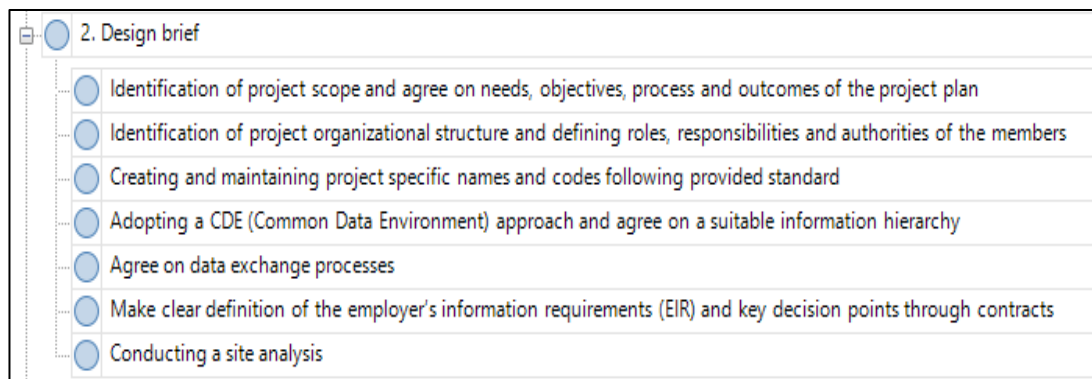 2. Design brief
Identification of project scope and agree on needs, objectives, process and outcomes of the project plan
Identification of project organizational structure and defining roles, responsibilities and authorities of the members
Creating and maintaining project specific names and codes following provided standard
Adopting a CDE (Common Data Environment) approach and agree on a suitable information hierarchy
Agree on data exchange processes
Make clear definition of the employer's information requirements (EIR) and key decision points through contracts
Conducting a site analysis